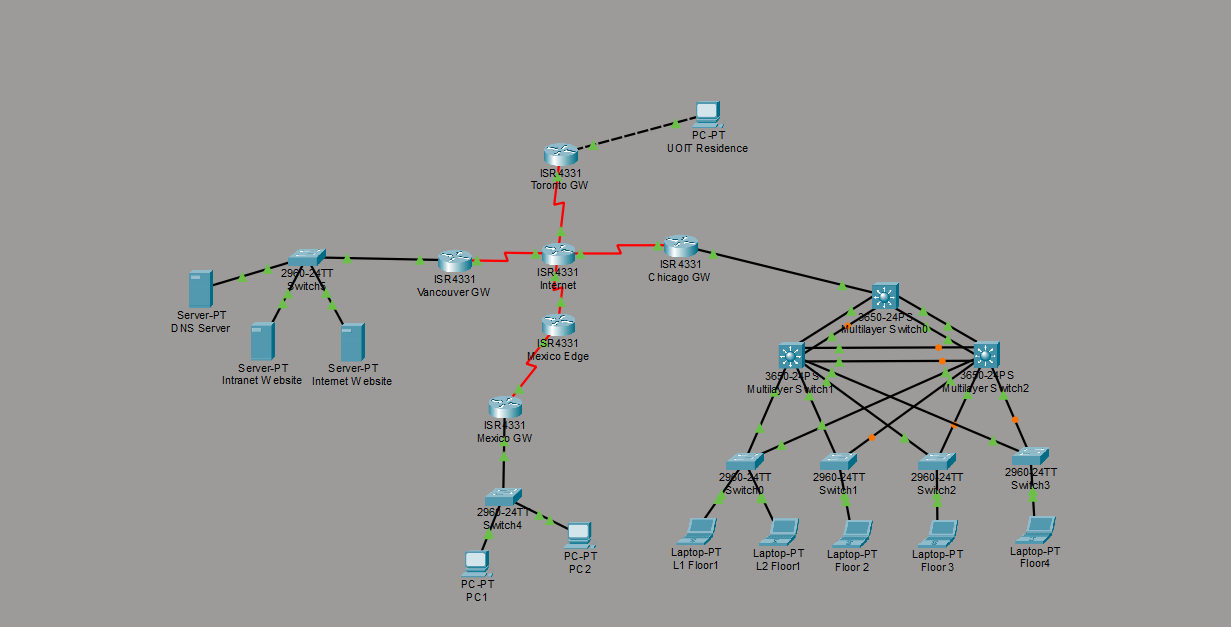 PC-PT
UOIT Residence
ISR4331
Toronto GW
ISR4331
Internet
ISR4331
Chicago GW
ISR4331
Vancouver GW
2960-24TT
Switch5
Server-PT
DNS Server
Server-PT
Intranet Website
Server-PT
Internet Website
ISR4331
Mexico Edge
ISR4331
Mexico GW
2960-24TT
Switch4
PC-PT
PC2
PC-PT
PC1
3650-24PS
Multilayer Switch0
3650-24PS
Multilayer Switch1
3650-24PS
Multilayer Switch2
2960-24TT
Switch0
2960-24TT
Switch1
2960-24TT
Switch2
2960-24TT
Switch3
Laptop-PT
L1 Floor1
Laptop-PT
L2 Floor1
Laptop-PT
Floor 2
Laptop-PT
Floor 3
Laptop-PT
Floor4